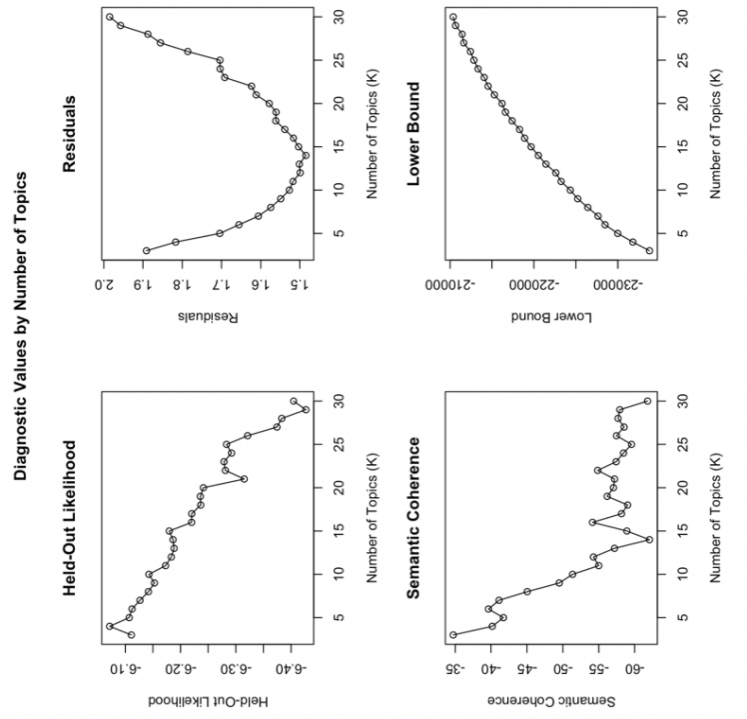 Diagnostic Values by Number of Topics
Held-Out Likelihood
Held-Out Likelihood
-6.10
-6.20
-6.30
-6.40
5 10 15 20 25 30
Number of Topics (K)
Residuals
Residuals
2.0
1.9
1.8
1.7
1.6
1.5
5 10 15 20 25 30
Number of Topics (K)
Semantic Coherence
Semantic Coherence
-35
-40
-45
-50
-55
-60
5 10 15 20 25 30
Number of Topics (K)
Lower Bound
Lower Bound
-210000
-220000
-230000
5 10 15 20 25 30
Number of Topics (K)